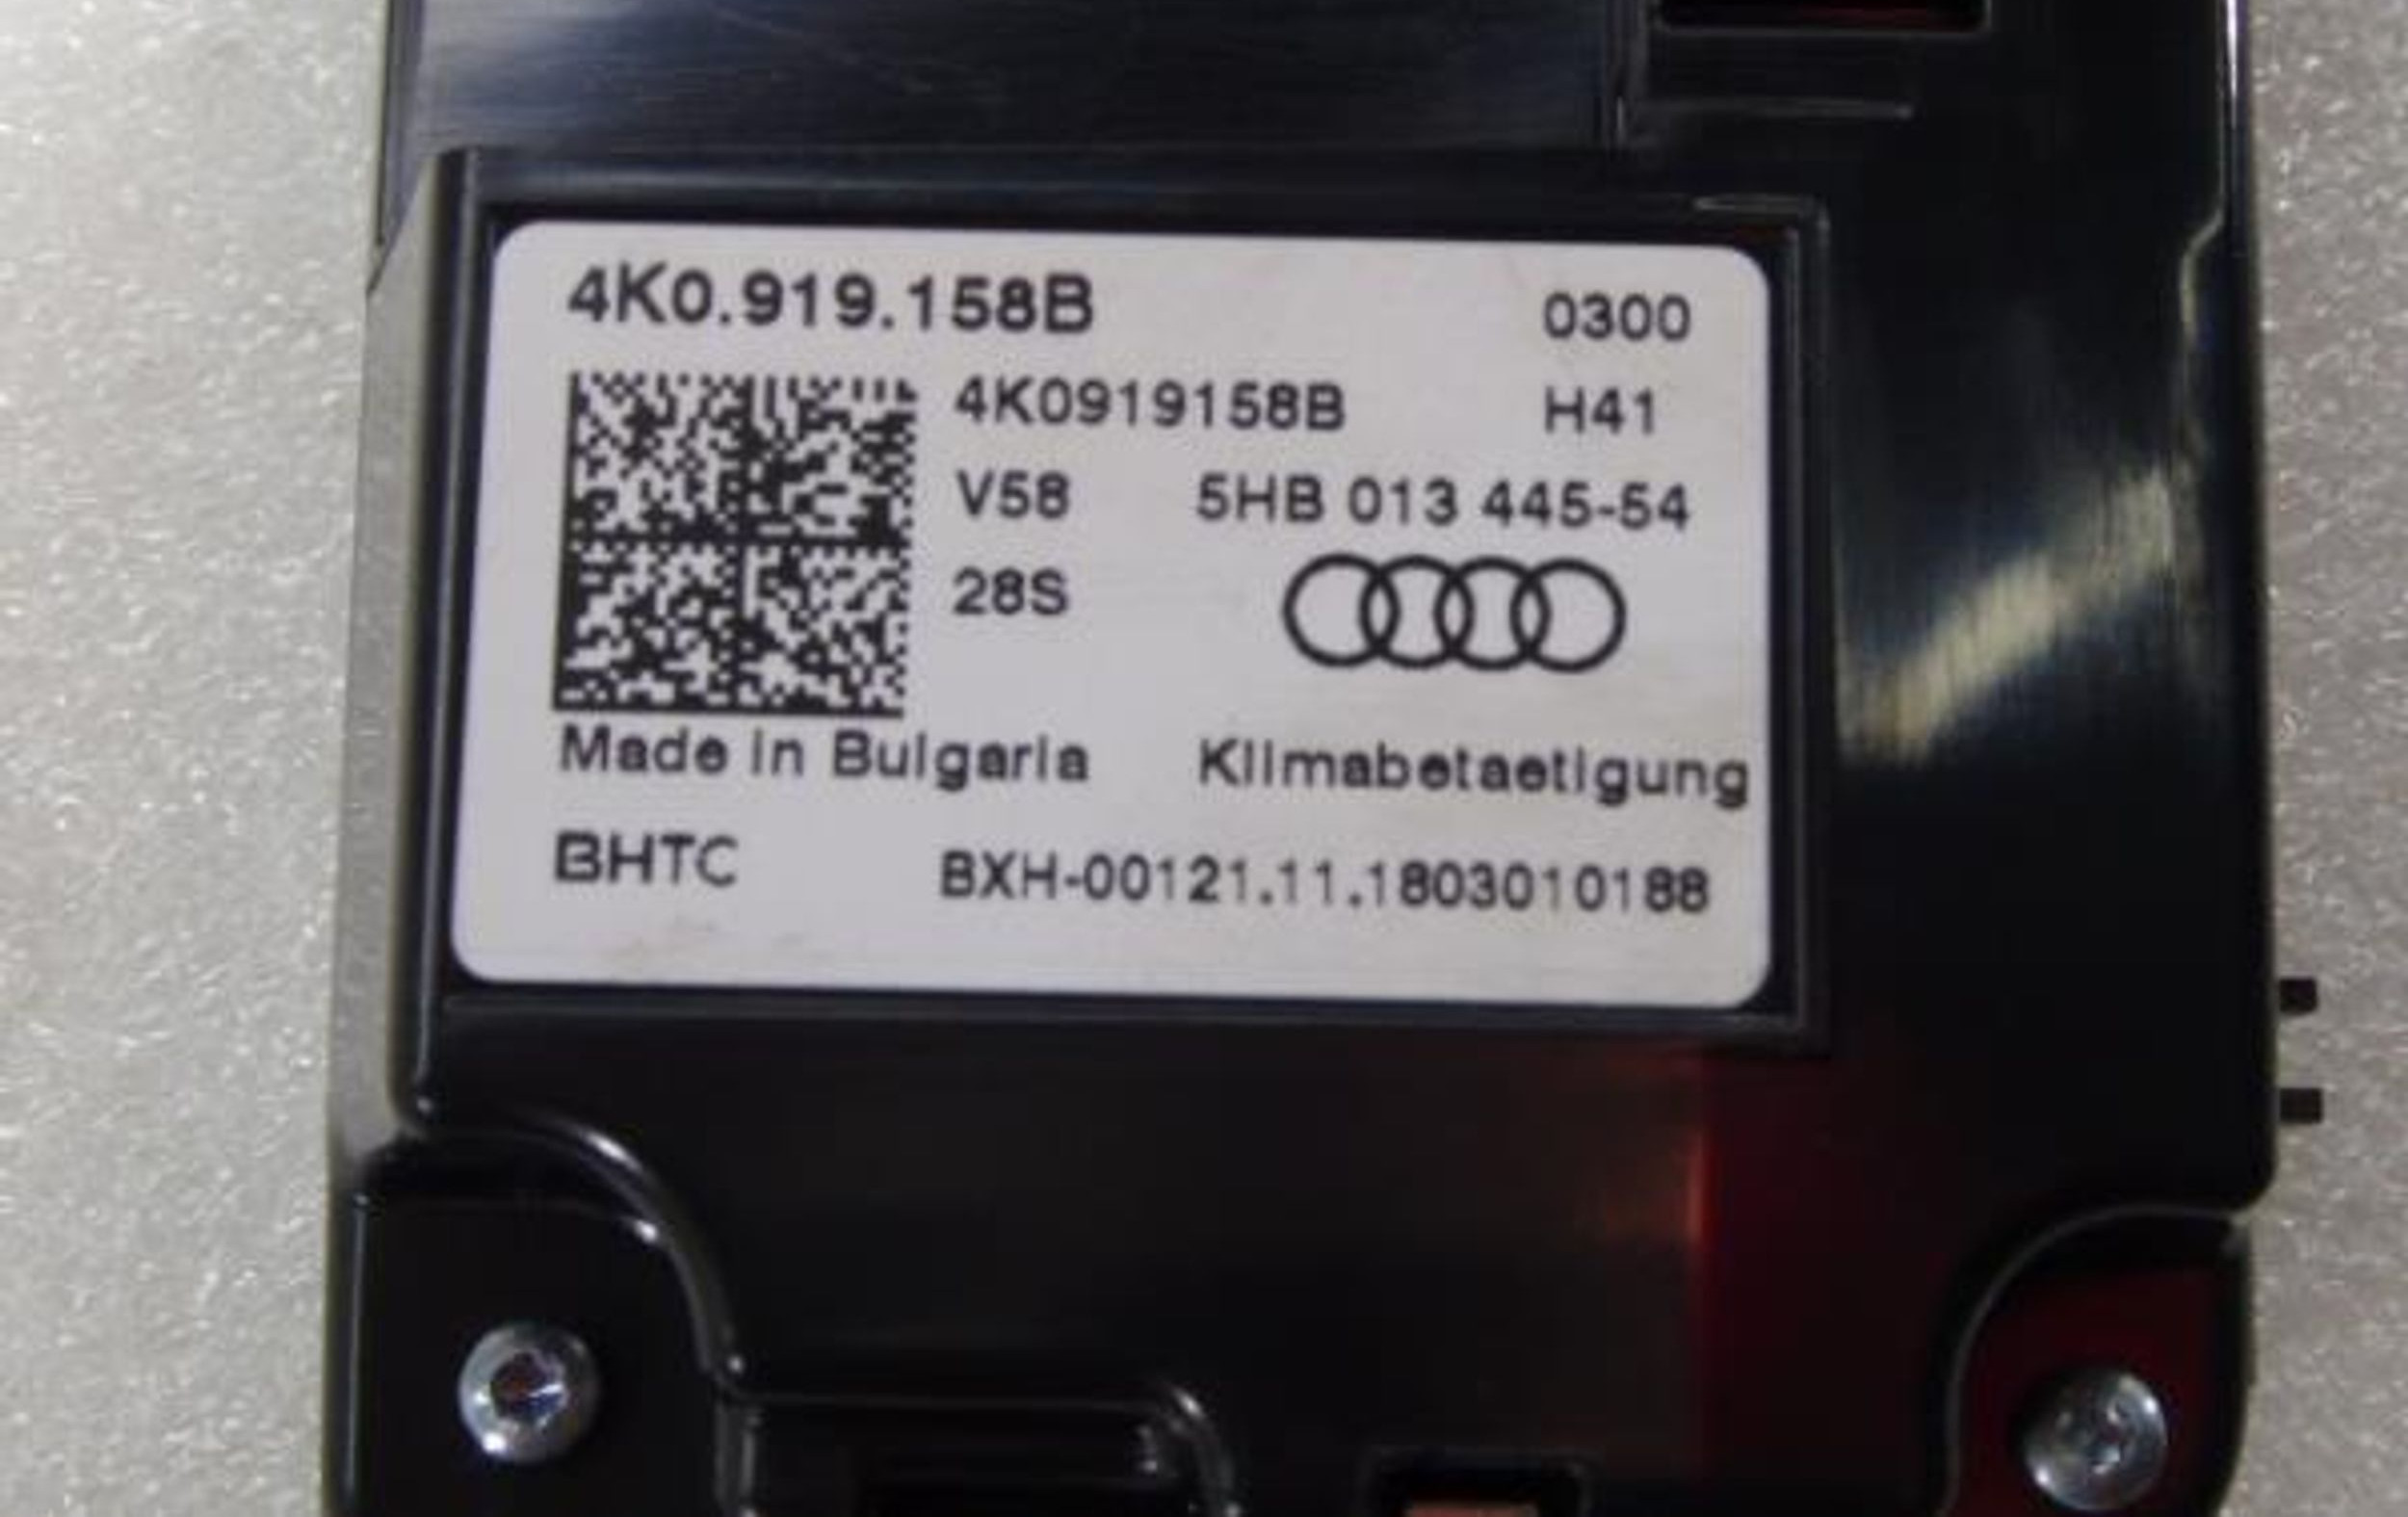 4K0.919.158B 0300
4K0919158B H41
V58 5HB 013 445-54
28S
Made in Bulgaria Klimabetaetigung
BHTC BXH-00121.11.1803010188